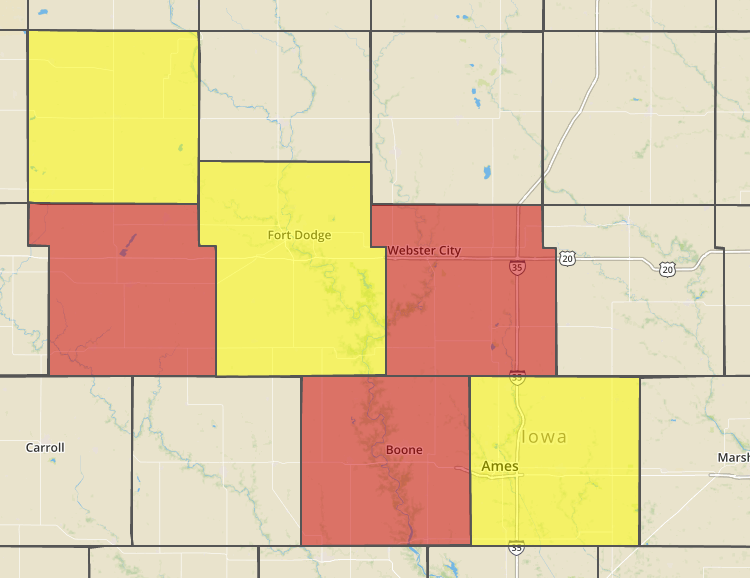 Fort Dodge
Webster City
35
20
20
35
Carroll
Boone
Iowa
Ames
Marsh
35